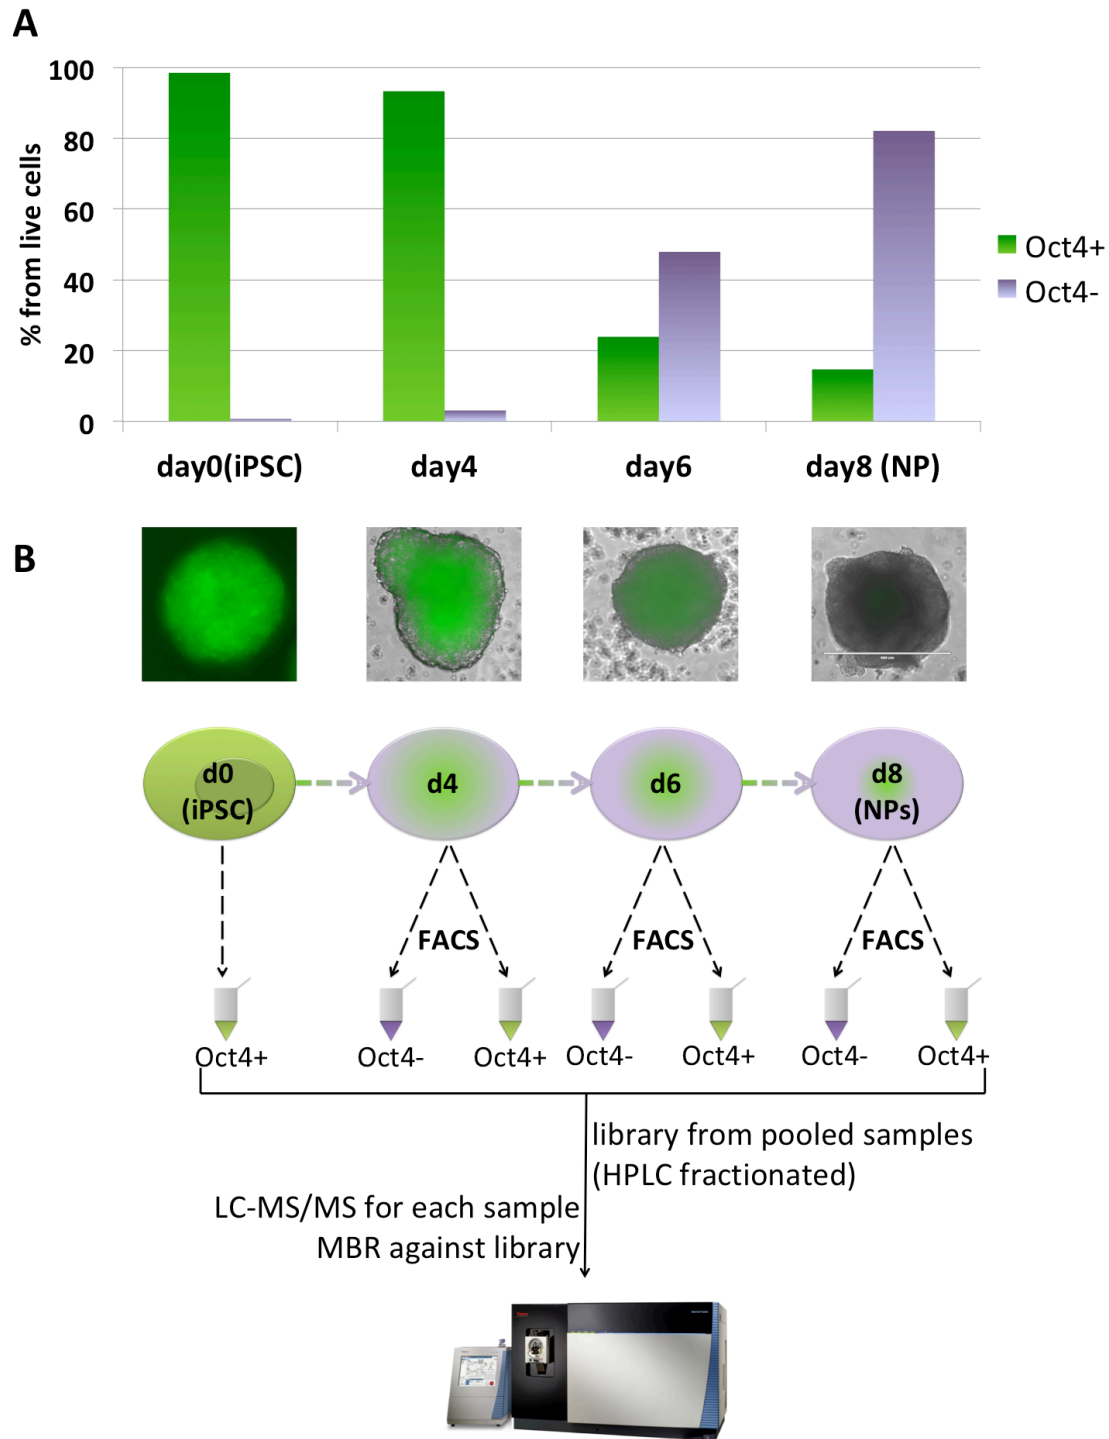 A
100
80
60
40
20
0
% from live cells
day0(iPSC)
day4
day6
day8 (NP)
Oct4+
Oct4-
B
d0
(iPSC)
d4
d6
d8
(NPs)
FACS
FACS
FACS
Oct4+
Oct4-
Oct4+
Oct4-
Oct4+
Oct4-
Oct4+
library from pooled samples
(HPLC fractionated)
LC-MS/MS for each sample
MBR against library